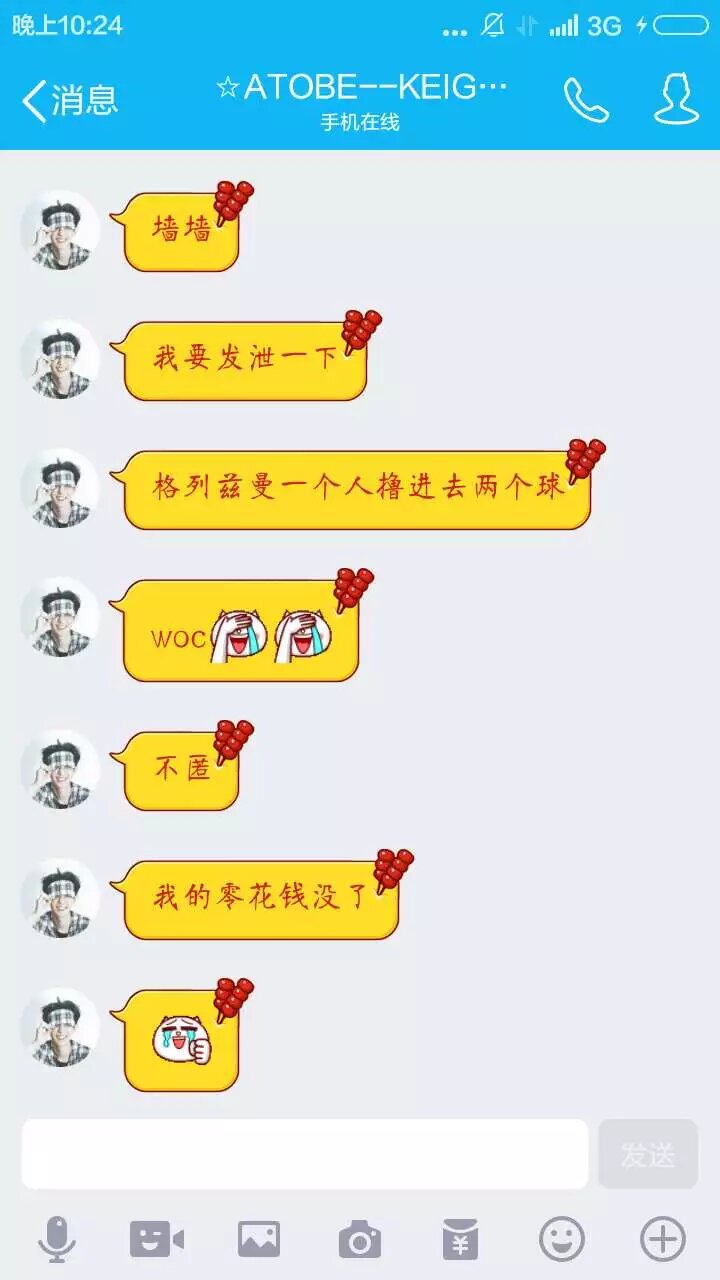 晚上10:24
3G
消息
☆ATOBE--KEIG…
手机在线
墙墙
我要发泄一下
格列兹曼一个人撸进去两个球
woc
不匿
我的零花钱没了
发送